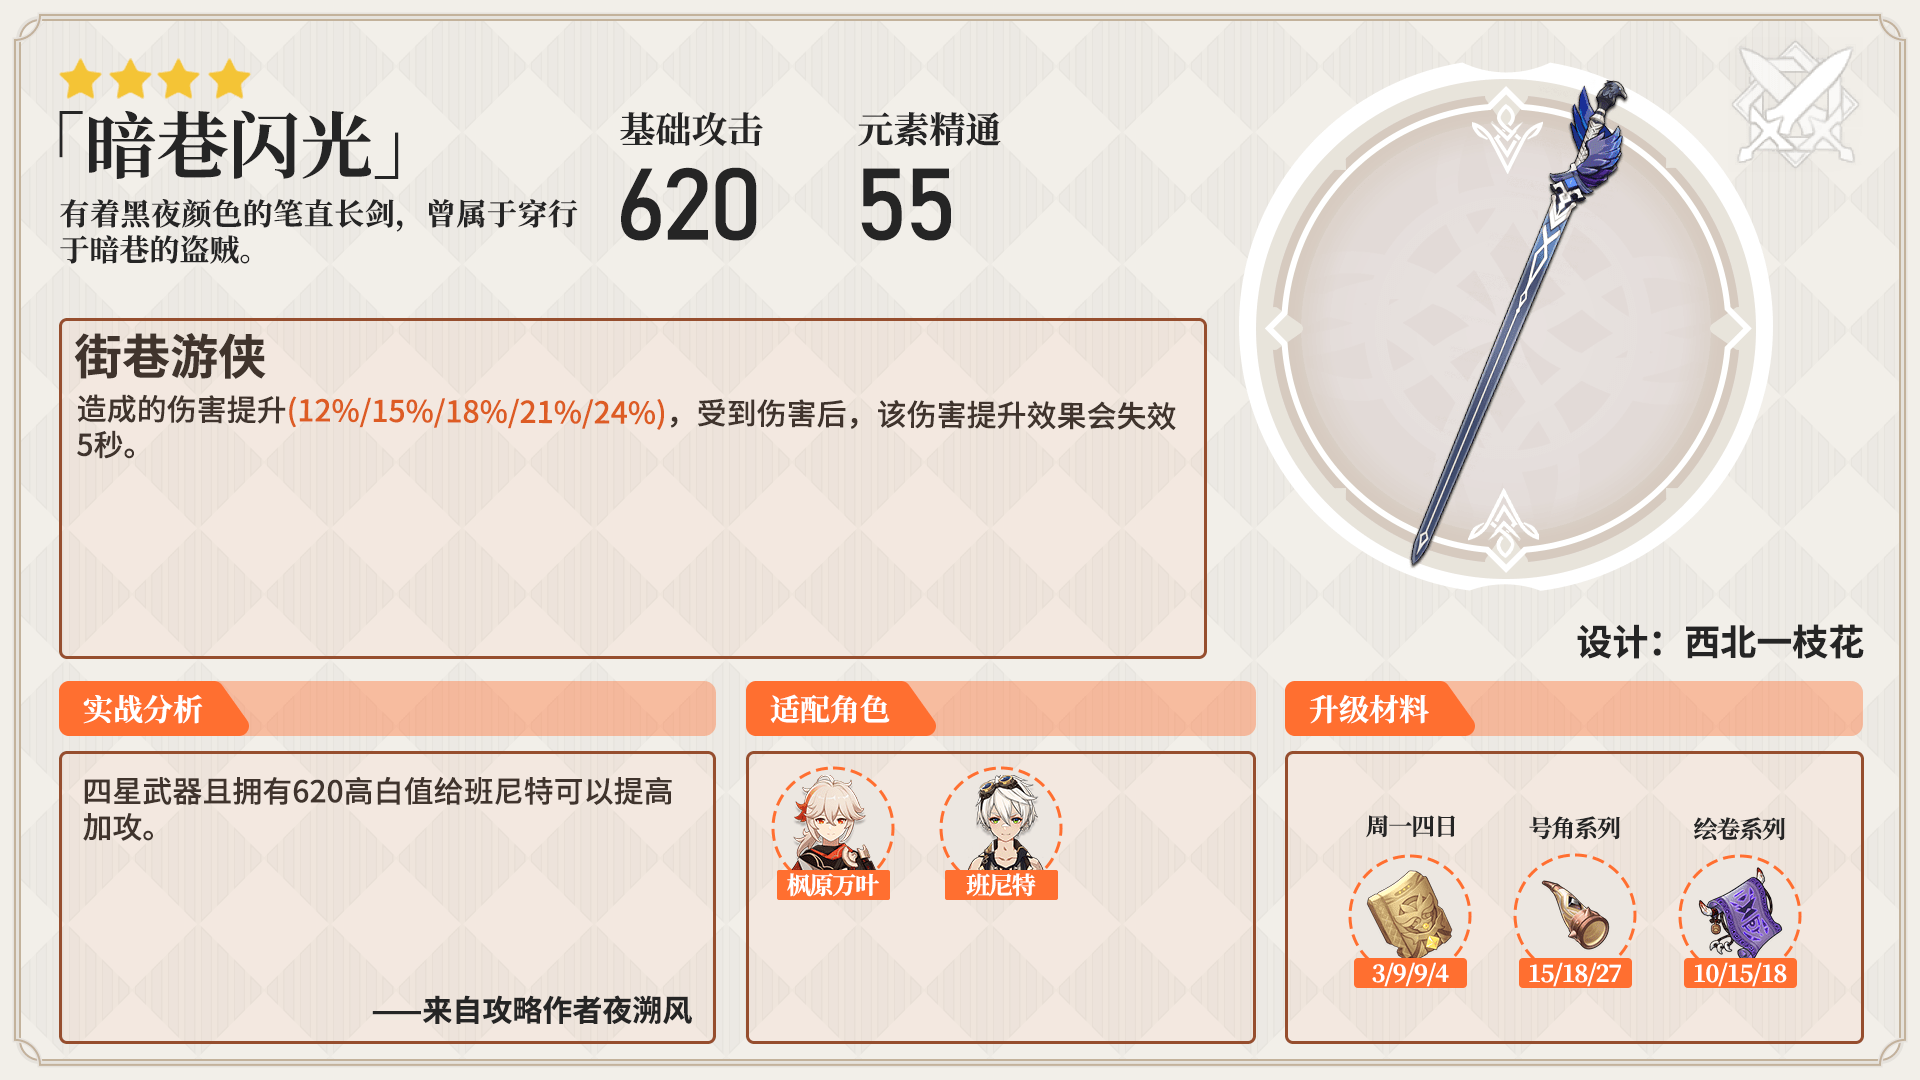 「暗巷闪光」
有着黑夜颜色的笔直长剑，曾属于穿行
于暗巷的盗贼。
基础攻击
620
元素精通
55
街巷游侠
造成的伤害提升(12%/15%/18%/21%/24%)，受到伤害后，该伤害提升效果会失效
5秒。
设计：西北一枝花
实战分析
四星武器且拥有620高白值给班尼特可以提高
加攻。
——来自攻略作者夜溯风
适配角色
枫原万叶
班尼特
升级材料
周一四日
号角系列
绘卷系列
3/9/9/4
15/18/27
10/15/18